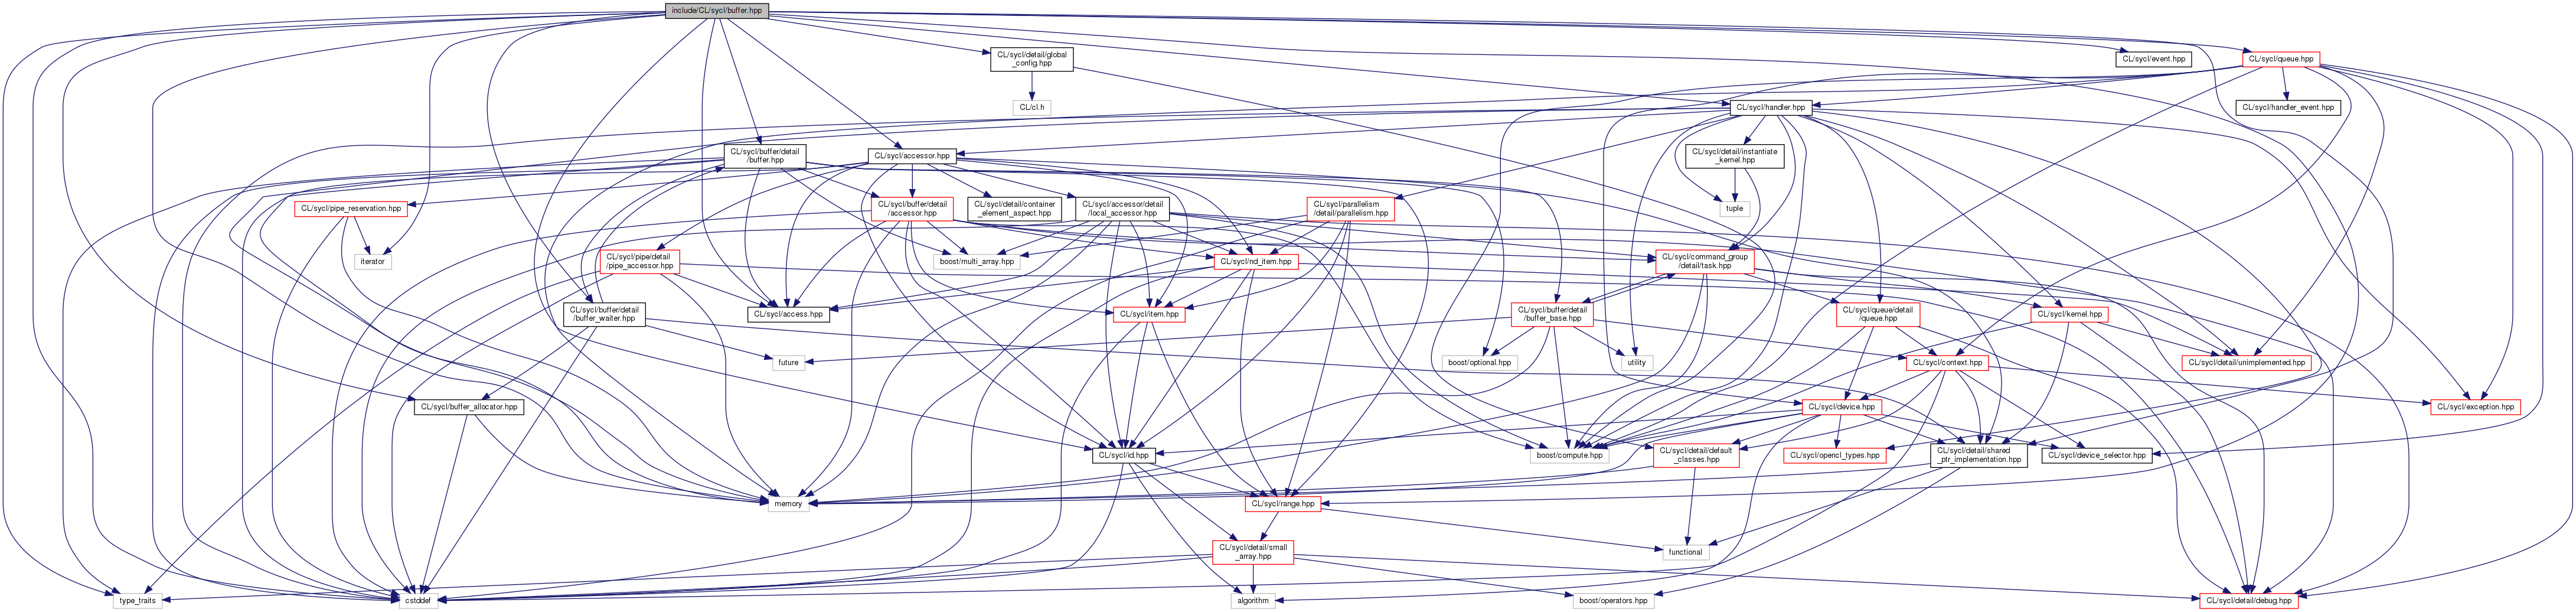 include/CL/sycl/buffer.hpp
CL/sycl/detail/global
_config.hpp
CL/sycl/event.hpp
CL/sycl/queue.hpp
CL/cl.h
CL/sycl/handler.hpp
CL/sycl/handler_event.hpp
CL/sycl/buffer/detail
/buffer.hpp
CL/sycl/accessor.hpp
CL/sycl/detail/instantiate
_kernel.hpp
CL/sycl/pipe_reservation.hpp
CL/sycl/buffer/detail
/accessor.hpp
CL/sycl/detail/container
_element_aspect.hpp
CL/sycl/accessor/detail
/local_accessor.hpp
CL/sycl/parallelism
/detail/parallelism.hpp
tuple
iterator
CL/sycl/pipe/detail
/pipe_accessor.hpp
boost/multi_array.hpp
CL/sycl/nd_item.hpp
CL/sycl/command_group
/detail/task.hpp
CL/sycl/buffer/detail
/buffer_waiter.hpp
CL/sycl/access.hpp
CL/sycl/item.hpp
CL/sycl/buffer/detail
/buffer_base.hpp
CL/sycl/queue/detail
/queue.hpp
CL/sycl/kernel.hpp
future
boost/optional.hpp
utility
CL/sycl/context.hpp
CL/sycl/detail/unimplemented.hpp
CL/sycl/buffer_allocator.hpp
CL/sycl/device.hpp
CL/sycl/exception.hpp
CL/sycl/id.hpp
boost/compute.hpp
CL/sycl/detail/default
_classes.hpp
CL/sycl/opencl_types.hpp
CL/sycl/detail/shared
_ptr_implementation.hpp
CL/sycl/device_selector.hpp
memory
CL/sycl/range.hpp
CL/sycl/detail/small
_array.hpp
functional
type_traits
cstddef
algorithm
boost/operators.hpp
CL/sycl/detail/debug.hpp